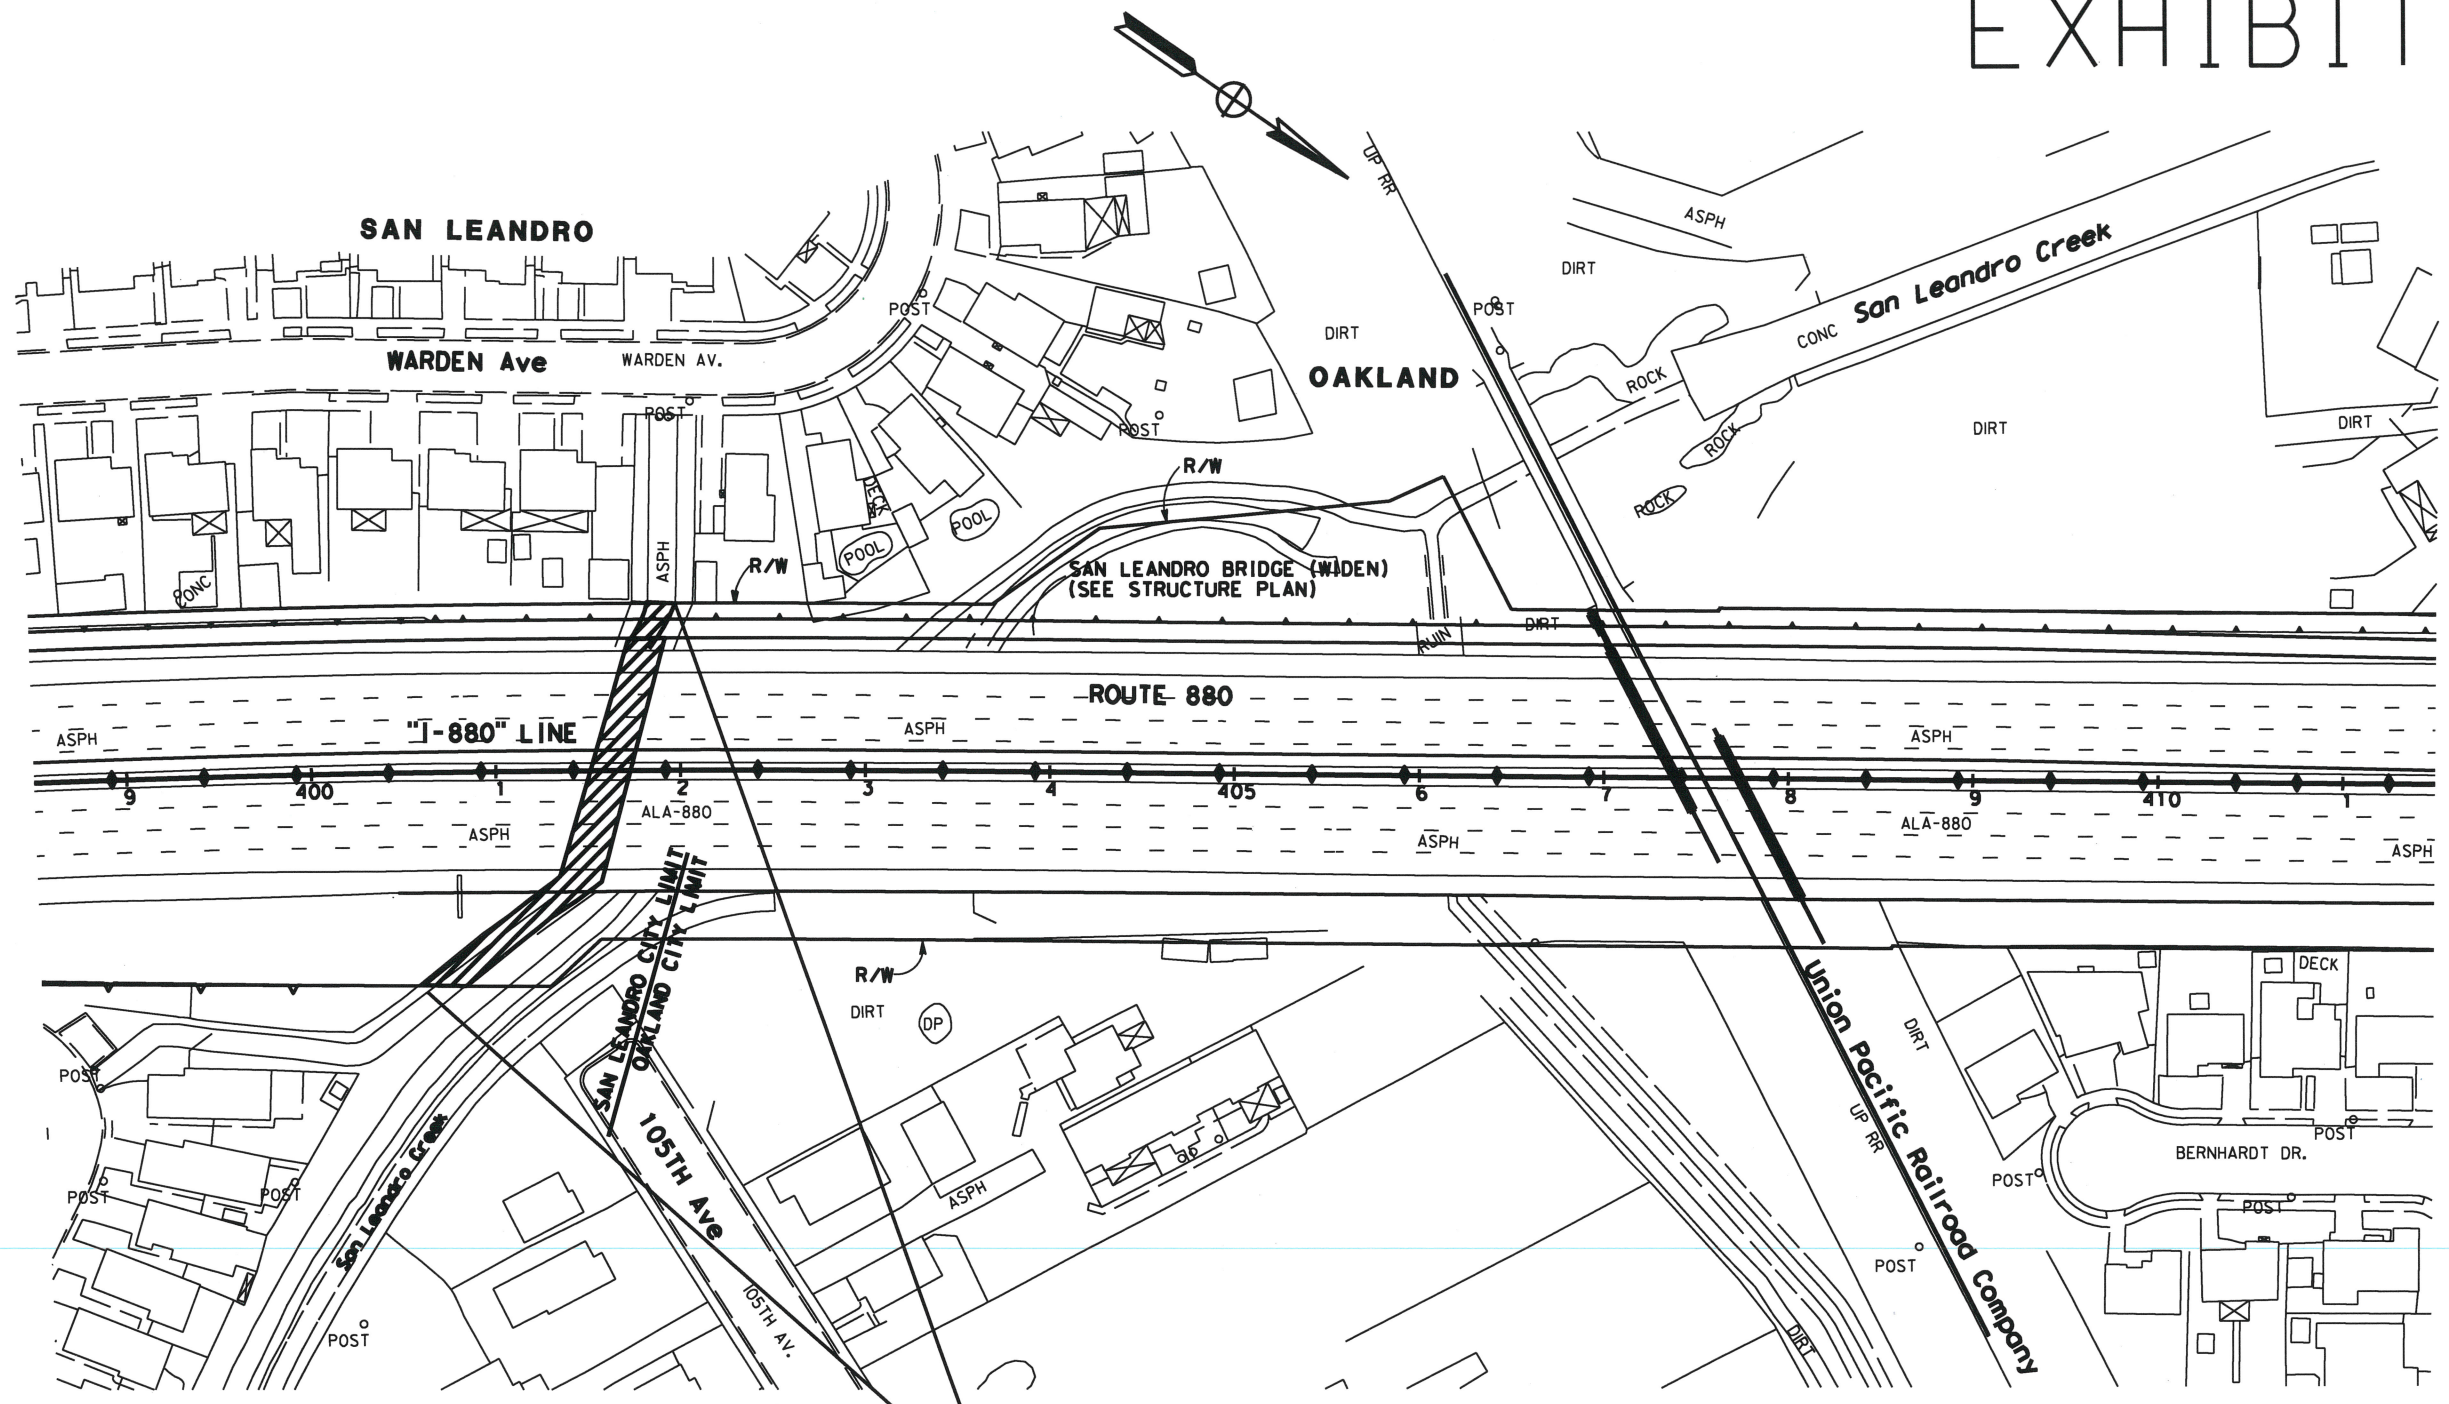 EXHIBIT
UP RR
SAN LEANDRO
ASPH
San Leandro Creek
DIRT
POST
POST
DIRT
CONC
WARDEN Ave
WARDEN AV.
OAKLAND
ROCK
POST
POST
DIRT
DIRT
ROCK
R/W
DECK
ROCK
POOL
POOL
ASPH
R/W
SAN LEANDRO BRIDGE (WIDEN)
(SEE STRUCTURE PLAN)
CONC
DIRT
RUIN
ROUTE 880
"I-880" LINE
ASPH
ASPH
ASPH
9
400
1
2
3
4
405
6
7
8
9
410
1
ALA-880
ALA-880
ASPH
ASPH
ASPH
SAN LEANDRO CITY LIMIT
OAKLAND CITY LIMIT
R/W
DIRT
DP
DECK
Union Pacific Railroad Company
DIRT
POST
UP RR
San Leandro Creek
105TH Ave
POST
BERNHARDT DR.
POST
POST
ASPH
POST
POST
POST
105TH AV.
POST
DIRT